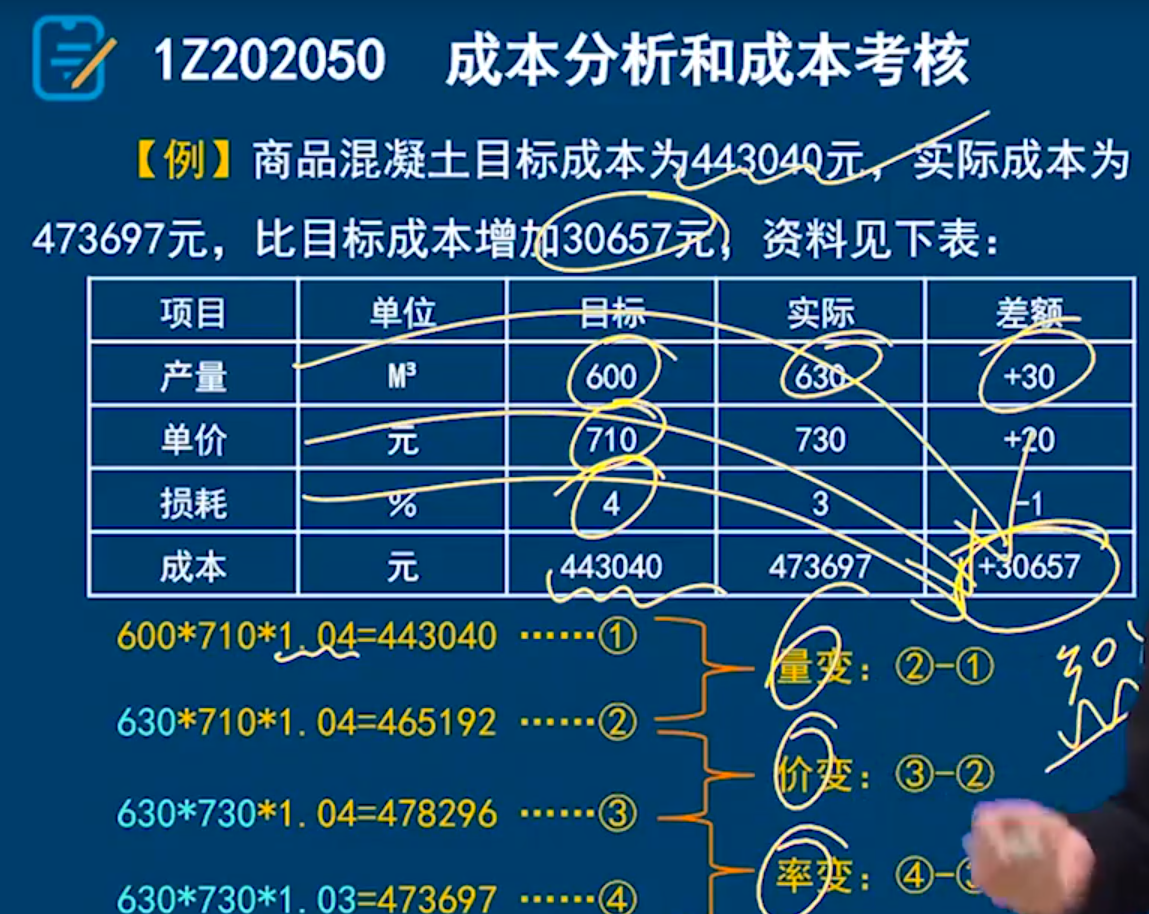 1Z202050 成本分析和成本考核
【例】商品混凝土目标成本为443040元，实际成本为
473697元，比目标成本增加30657元，资料见下表：
项目 单位 目标 实际 差额
产量 M³ 600 630 +30
单价 元 710 730 +20
损耗 % 4 3 -1
成本 元 443040 473697 +30657
600*710*1.04=443040 ……①
量变：②-①
630*710*1.04=465192 ……②
价变：③-②
630*730*1.04=478296 ……③
率变：④-
630*730*1.03=473697 ……④